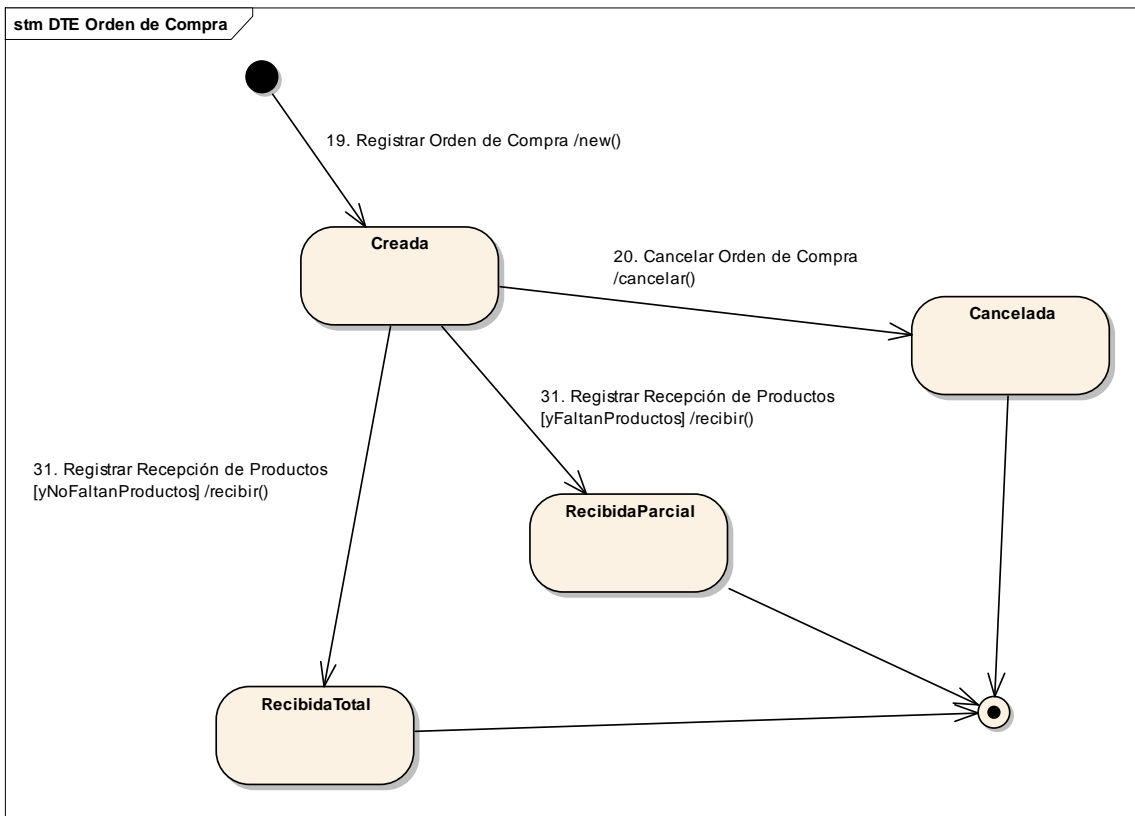 stm DTE Orden de Compra
19. Registrar Orden de Compra /new()
Creada
20. Cancelar Orden de Compra
/cancelar()
Cancelada
31. Registrar Recepción de Productos
[yFaltanProductos] /recibir()
31. Registrar Recepción de Productos
[yNoFaltanProductos] /recibir()
RecibidaParcial
RecibidaTotal